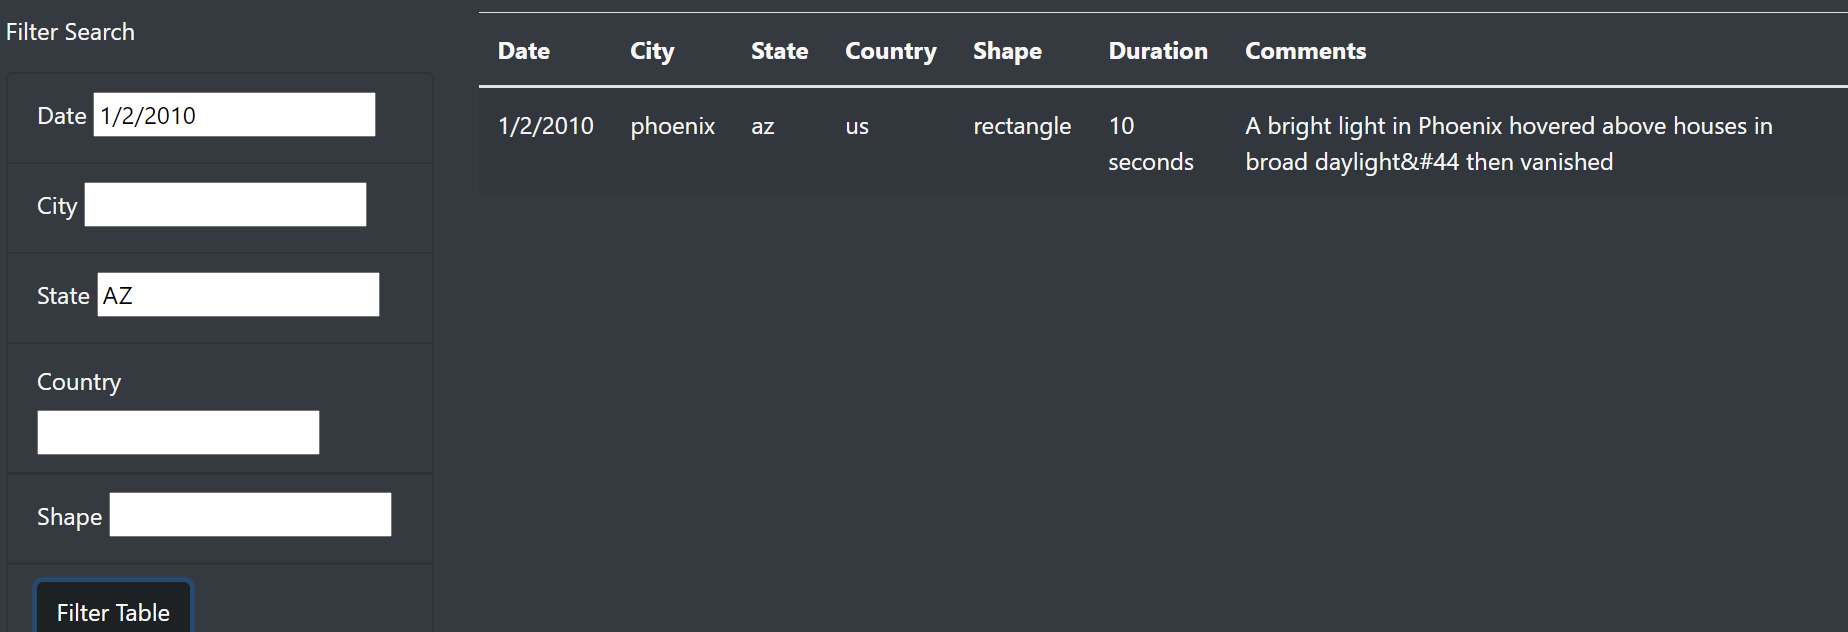 Filter Search
Date 1/2/2010
City
State AZ
Country
Shape
Filter Table
Date City State Country Shape Duration Comments
1/2/2010 phoenix az us rectangle 10 A bright light in Phoenix hovered above houses in
seconds broad daylight&#44 then vanished